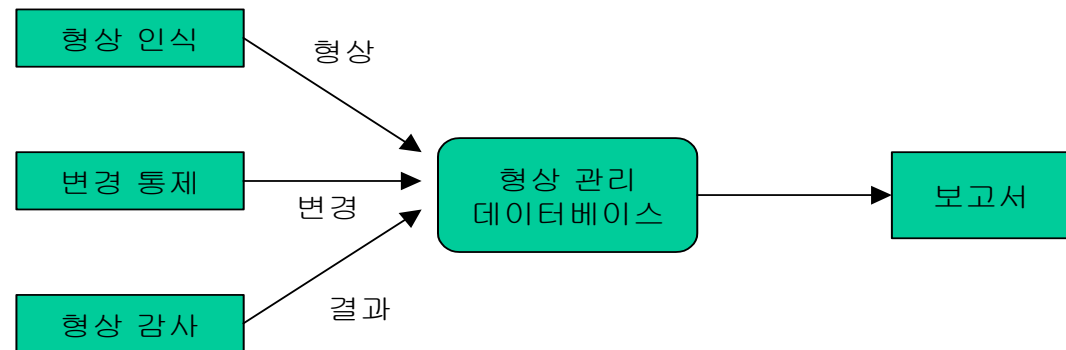 형상 인식
형상
변경 통제
변경
형상 관리
데이터베이스
보고서
형상 감사
결과